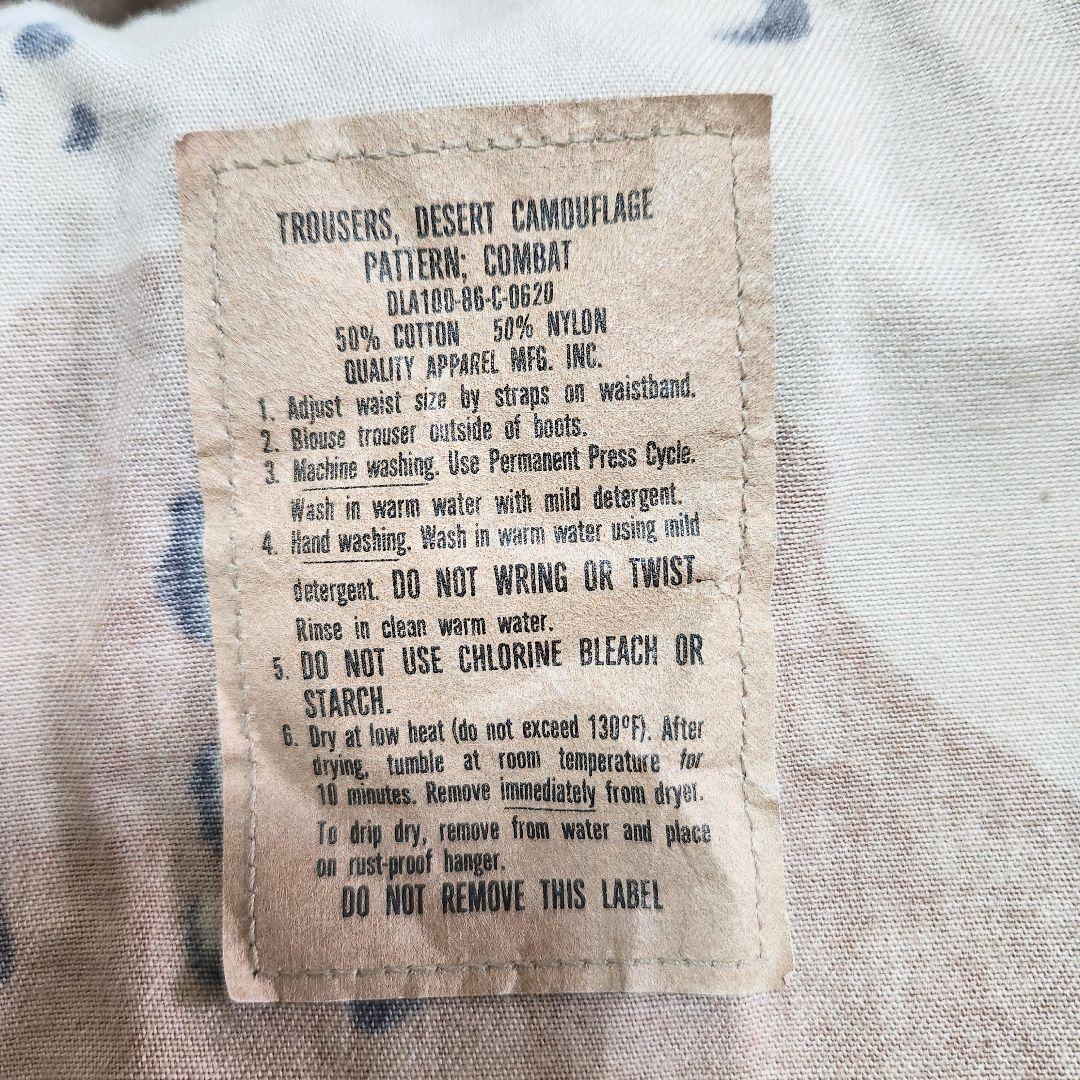 TROUSERS, DESERT CAMOUFLAGE
PATTERN; COMBAT
DLA100-86-C-0620
50% COTTON 50% NYLON
QUALITY APPAREL MFG. INC.
1. Adjust waist size by straps on waistband.
2. Blouse trouser outside of boots.
3. Machine washing. Use Permanent Press Cycle.
Wash in warm water with mild detergent.
4. Hand washing. Wash in warm water using mild
detergent. DO NOT WRING OR TWIST.
Rinse in clean warm water.
5. DO NOT USE CHLORINE BLEACH OR
STARCH.
6. Dry at low heat (do not exceed 130ºF). After
drying, tumble at room temperature for
10 minutes. Remove immediately from dryer.
To drip dry, remove from water and place
on rust-proof hanger.
DO NOT REMOVE THIS LABEL